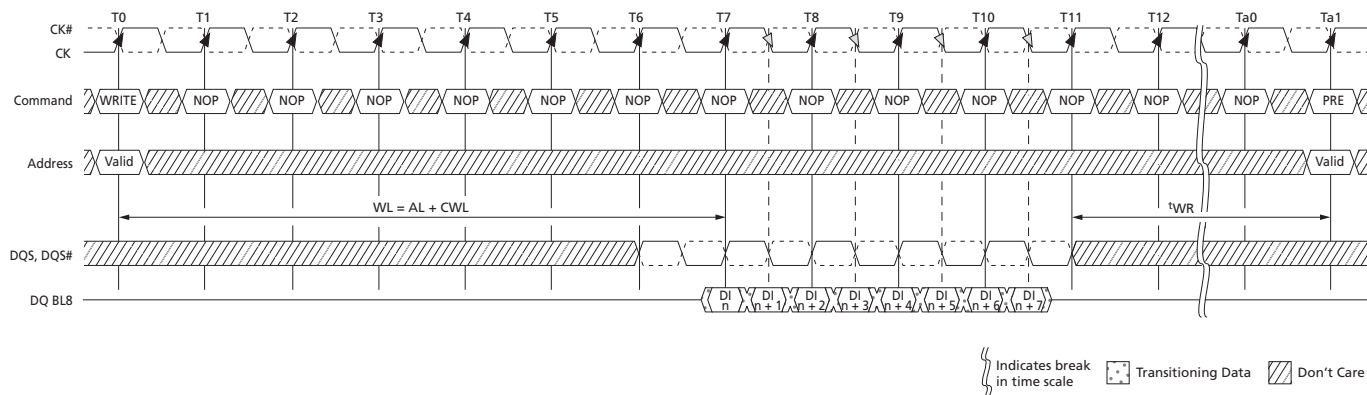 T0 T1 T2 T3 T4 T5 T6 T7 T8 T9 T10 T11 T12 Ta0 Ta1
CK#
CK
Command WRITE NOP NOP NOP NOP NOP NOP NOP NOP NOP NOP NOP NOP NOP PRE
Address Valid Valid
WL = AL + CWL tWR
DQS, DQS#
DQ BL8 DI n DI n + 1 DI n + 2 DI n + 3 DI n + 4 DI n + 5 DI n + 6 DI n + 7
Indicates break
in time scale
Transitioning Data
Don't Care